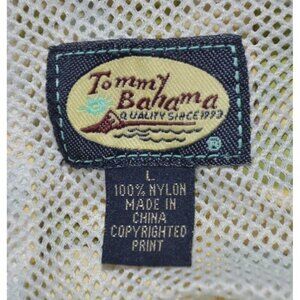 Tommy
Bahama
QUALITY SINCE 1993
®
L
100% NYLON
MADE IN
CHINA
COPYRIGHTED
PRINT